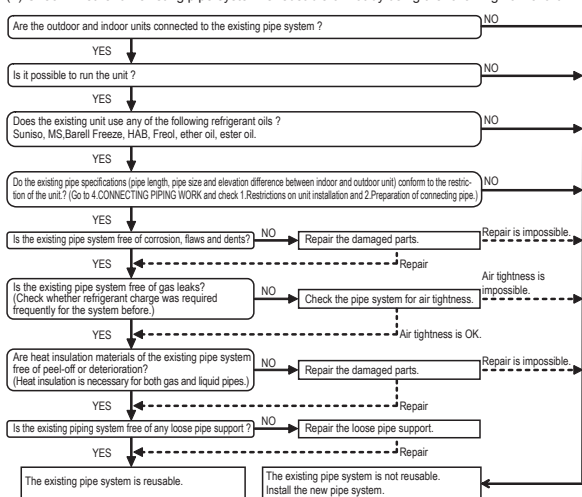 Are the outdoor and indoor units connected to the existing pipe system ?
NO
YES
Is it possible to run the unit ?
NO
YES
Does the existing unit use any of the following refrigerant oils ?
Suniso, MS,Barell Freeze, HAB, Freol, ether oil, ester oil.
NO
YES
Do the existing pipe specifications (pipe length, pipe size and elevation difference between indoor and outdoor unit) conform to the restric-
tion of the unit.? (Go to 4.CONNECTING PIPING WORK and check 1.Restrictions on unit installation and 2.Preparation of connecting pipe.)
NO
YES
Is the existing pipe system free of corrosion, flaws and dents?
NO
Repair the damaged parts.
Repair is impossible.
YES
Repair
Is the existing pipe system free of gas leaks?
(Check whether refrigerant charge was required
frequently for the system before.)
NO
Check the pipe system for air tightness.
Air tightness is
impossible.
YES
Air tightness is OK.
Are heat insulation materials of the existing pipe system
free of peel-off or deterioration?
(Heat insulation is necessary for both gas and liquid pipes.)
NO
Repair the damaged parts.
Repair is impossible.
YES
Repair
Is the existing piping system free of any loose pipe support ?
NO
Repair the loose pipe support.
YES
Repair
The existing pipe system is reusable.
The existing pipe system is not reusable.
Install the new pipe system.